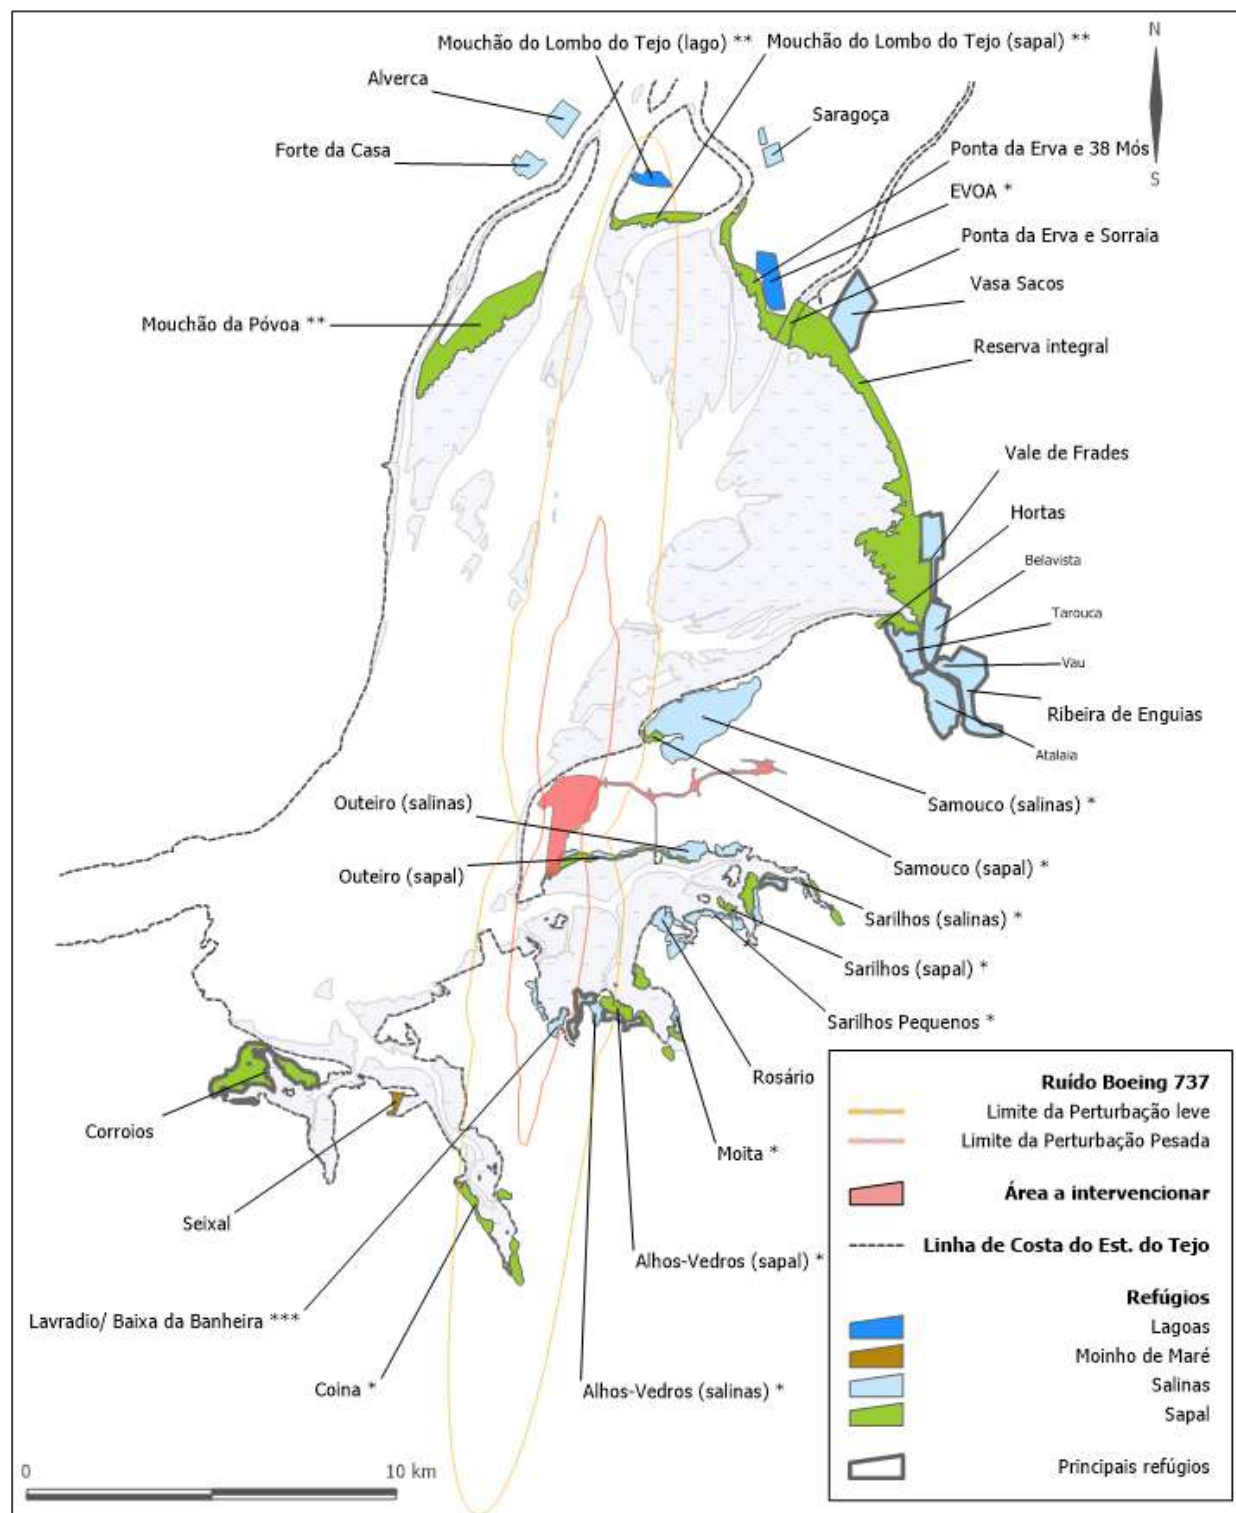 Mouchão do Lombo do Tejo (lago) **
Mouchão do Lombo do Tejo (sapal) **
N
Alverca
Saragoça
Forte da Casa
Ponta da Erva e 38 Mós
S
EVOA *
Ponta da Erva e Sorraia
Vasa Sacos
Mouchão da Póvoa **
Reserva integral
Vale de Frades
Hortas
Belavista
Tarouca
Vau
Ribeira de Enguias
Atalaia
Outeiro (salinas)
Samouco (salinas) *
Outeiro (sapal)
Samouco (sapal) *
Sarilhos (salinas) *
Sarilhos (sapal) *
Sarilhos Pequenos *
Rosário
Corroios
Moita *
Seixal
Alhos-Vedros (sapal) *
Lavradio/ Baixa da Banheira ***
Coina *
Alhos-Vedros (salinas) *
0
10 km
Ruído Boeing 737
Limite da Perturbação leve
Limite da Perturbação Pesada
Área a intervencionar
Linha de Costa do Est. do Tejo
Refúgios
Lagoas
Moinho de Maré
Salinas
Sapal
Principais refúgios